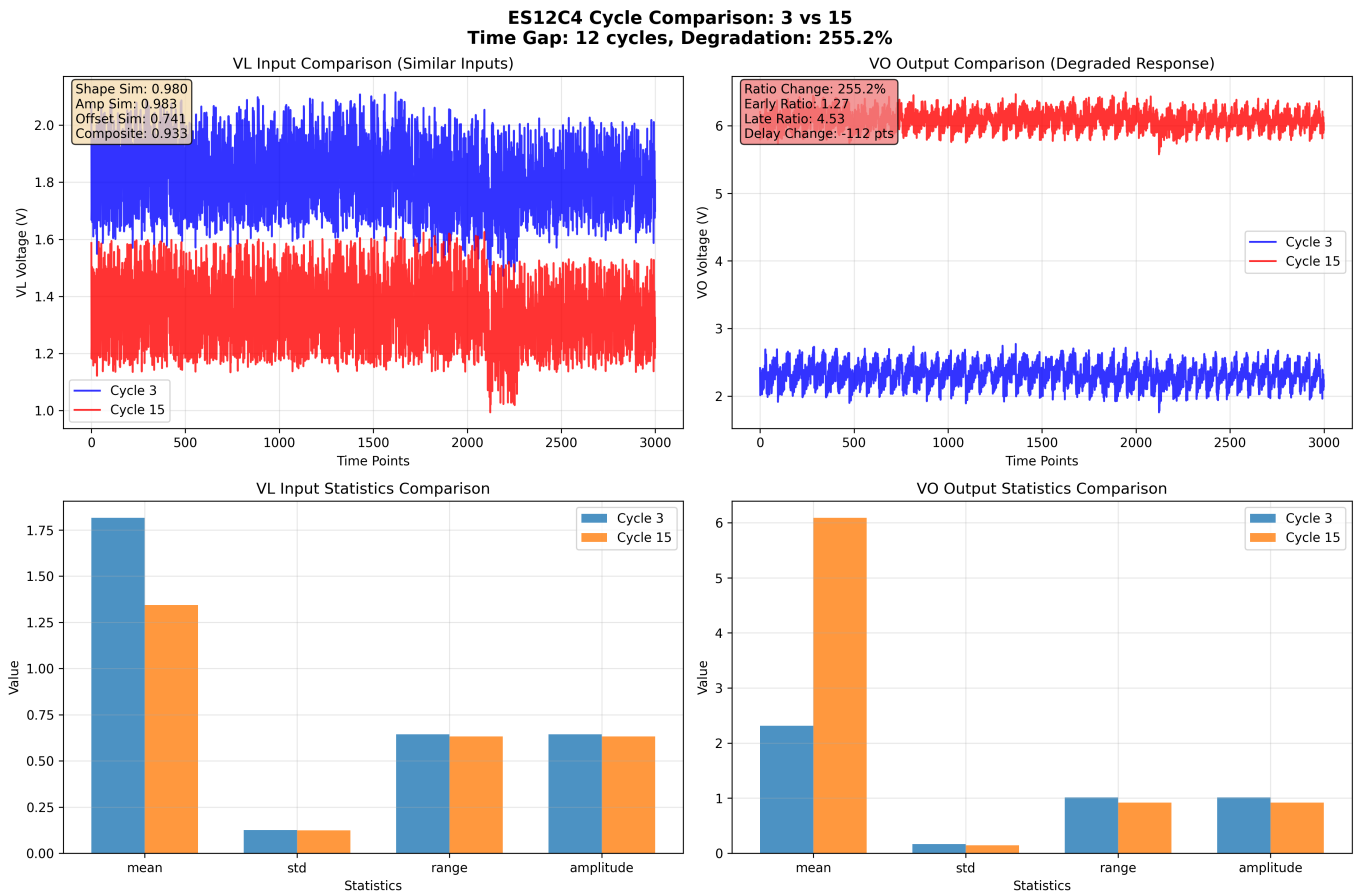 ES12C4 Cycle Comparison: 3 vs 15
Time Gap: 12 cycles, Degradation: 255.2%
VL Input Comparison (Similar Inputs)
Shape Sim: 0.980
Amp Sim: 0.983
Offset Sim: 0.741
Composite: 0.933
2.0
1.8
1.6
1.4
1.2
1.0
VL Voltage (V)
Cycle 3
Cycle 15
0
500
1000
1500
2000
2500
3000
Time Points
VO Output Comparison (Degraded Response)
Ratio Change: 255.2%
Early Ratio: 1.27
Late Ratio: 4.53
Delay Change: -112 pts
6
5
4
3
2
VO Voltage (V)
Cycle 3
Cycle 15
0
500
1000
1500
2000
2500
3000
Time Points
VL Input Statistics Comparison
1.75
1.50
1.25
1.00
0.75
0.50
0.25
0.00
Value
Cycle 3
Cycle 15
mean
std
range
amplitude
Statistics
VO Output Statistics Comparison
6
5
4
3
2
1
0
Value
Cycle 3
Cycle 15
mean
std
range
amplitude
Statistics